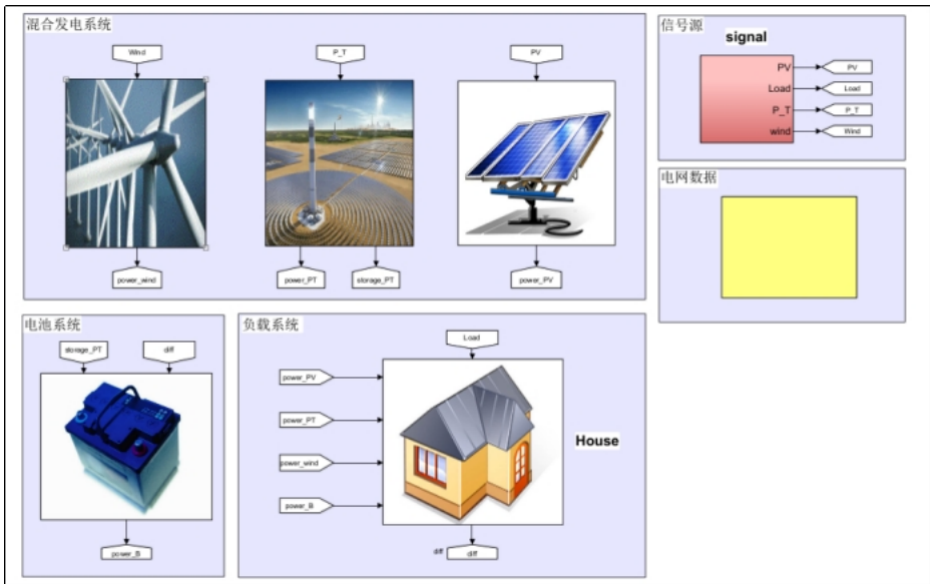 混合发电系统
Wind
P_T
PV
power_wind
power_PT
storage_PT
power_PV
信号源
signal
PV
PV
Load
Load
P_T
P_T
wind
Wind
电网数据
电池系统
storage_PT
diff
power_B
负载系统
Load
power_PV
power_PT
power_wind
power_B
House
diff
diff